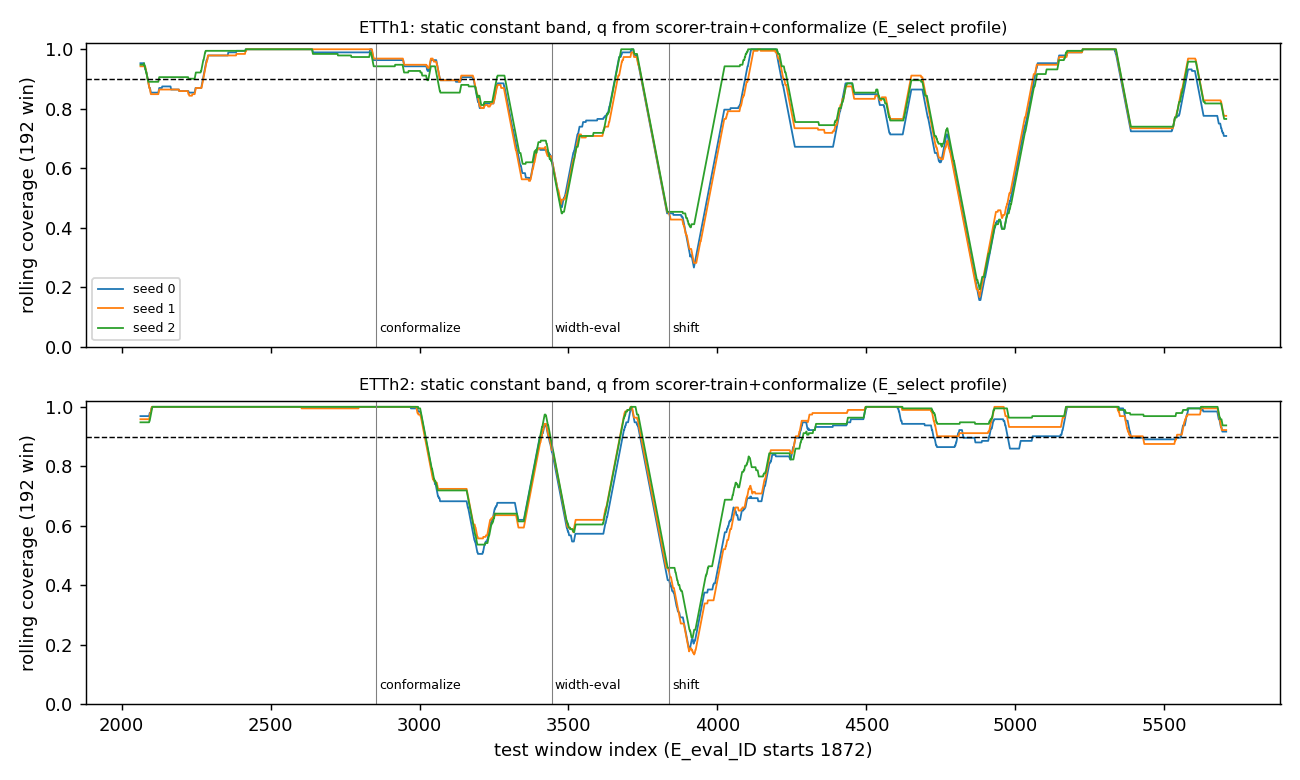 ETTh1: static constant band, q from scorer-train+conformalize (E_select profile)
rolling coverage (192 win)
1.0
0.8
0.6
0.4
0.2
0.0
seed 0
seed 1
seed 2
conformalize
width-eval
shift
ETTh2: static constant band, q from scorer-train+conformalize (E_select profile)
rolling coverage (192 win)
1.0
0.8
0.6
0.4
0.2
0.0
conformalize
width-eval
shift
2000
2500
3000
3500
4000
4500
5000
5500
test window index (E_eval_ID starts 1872)